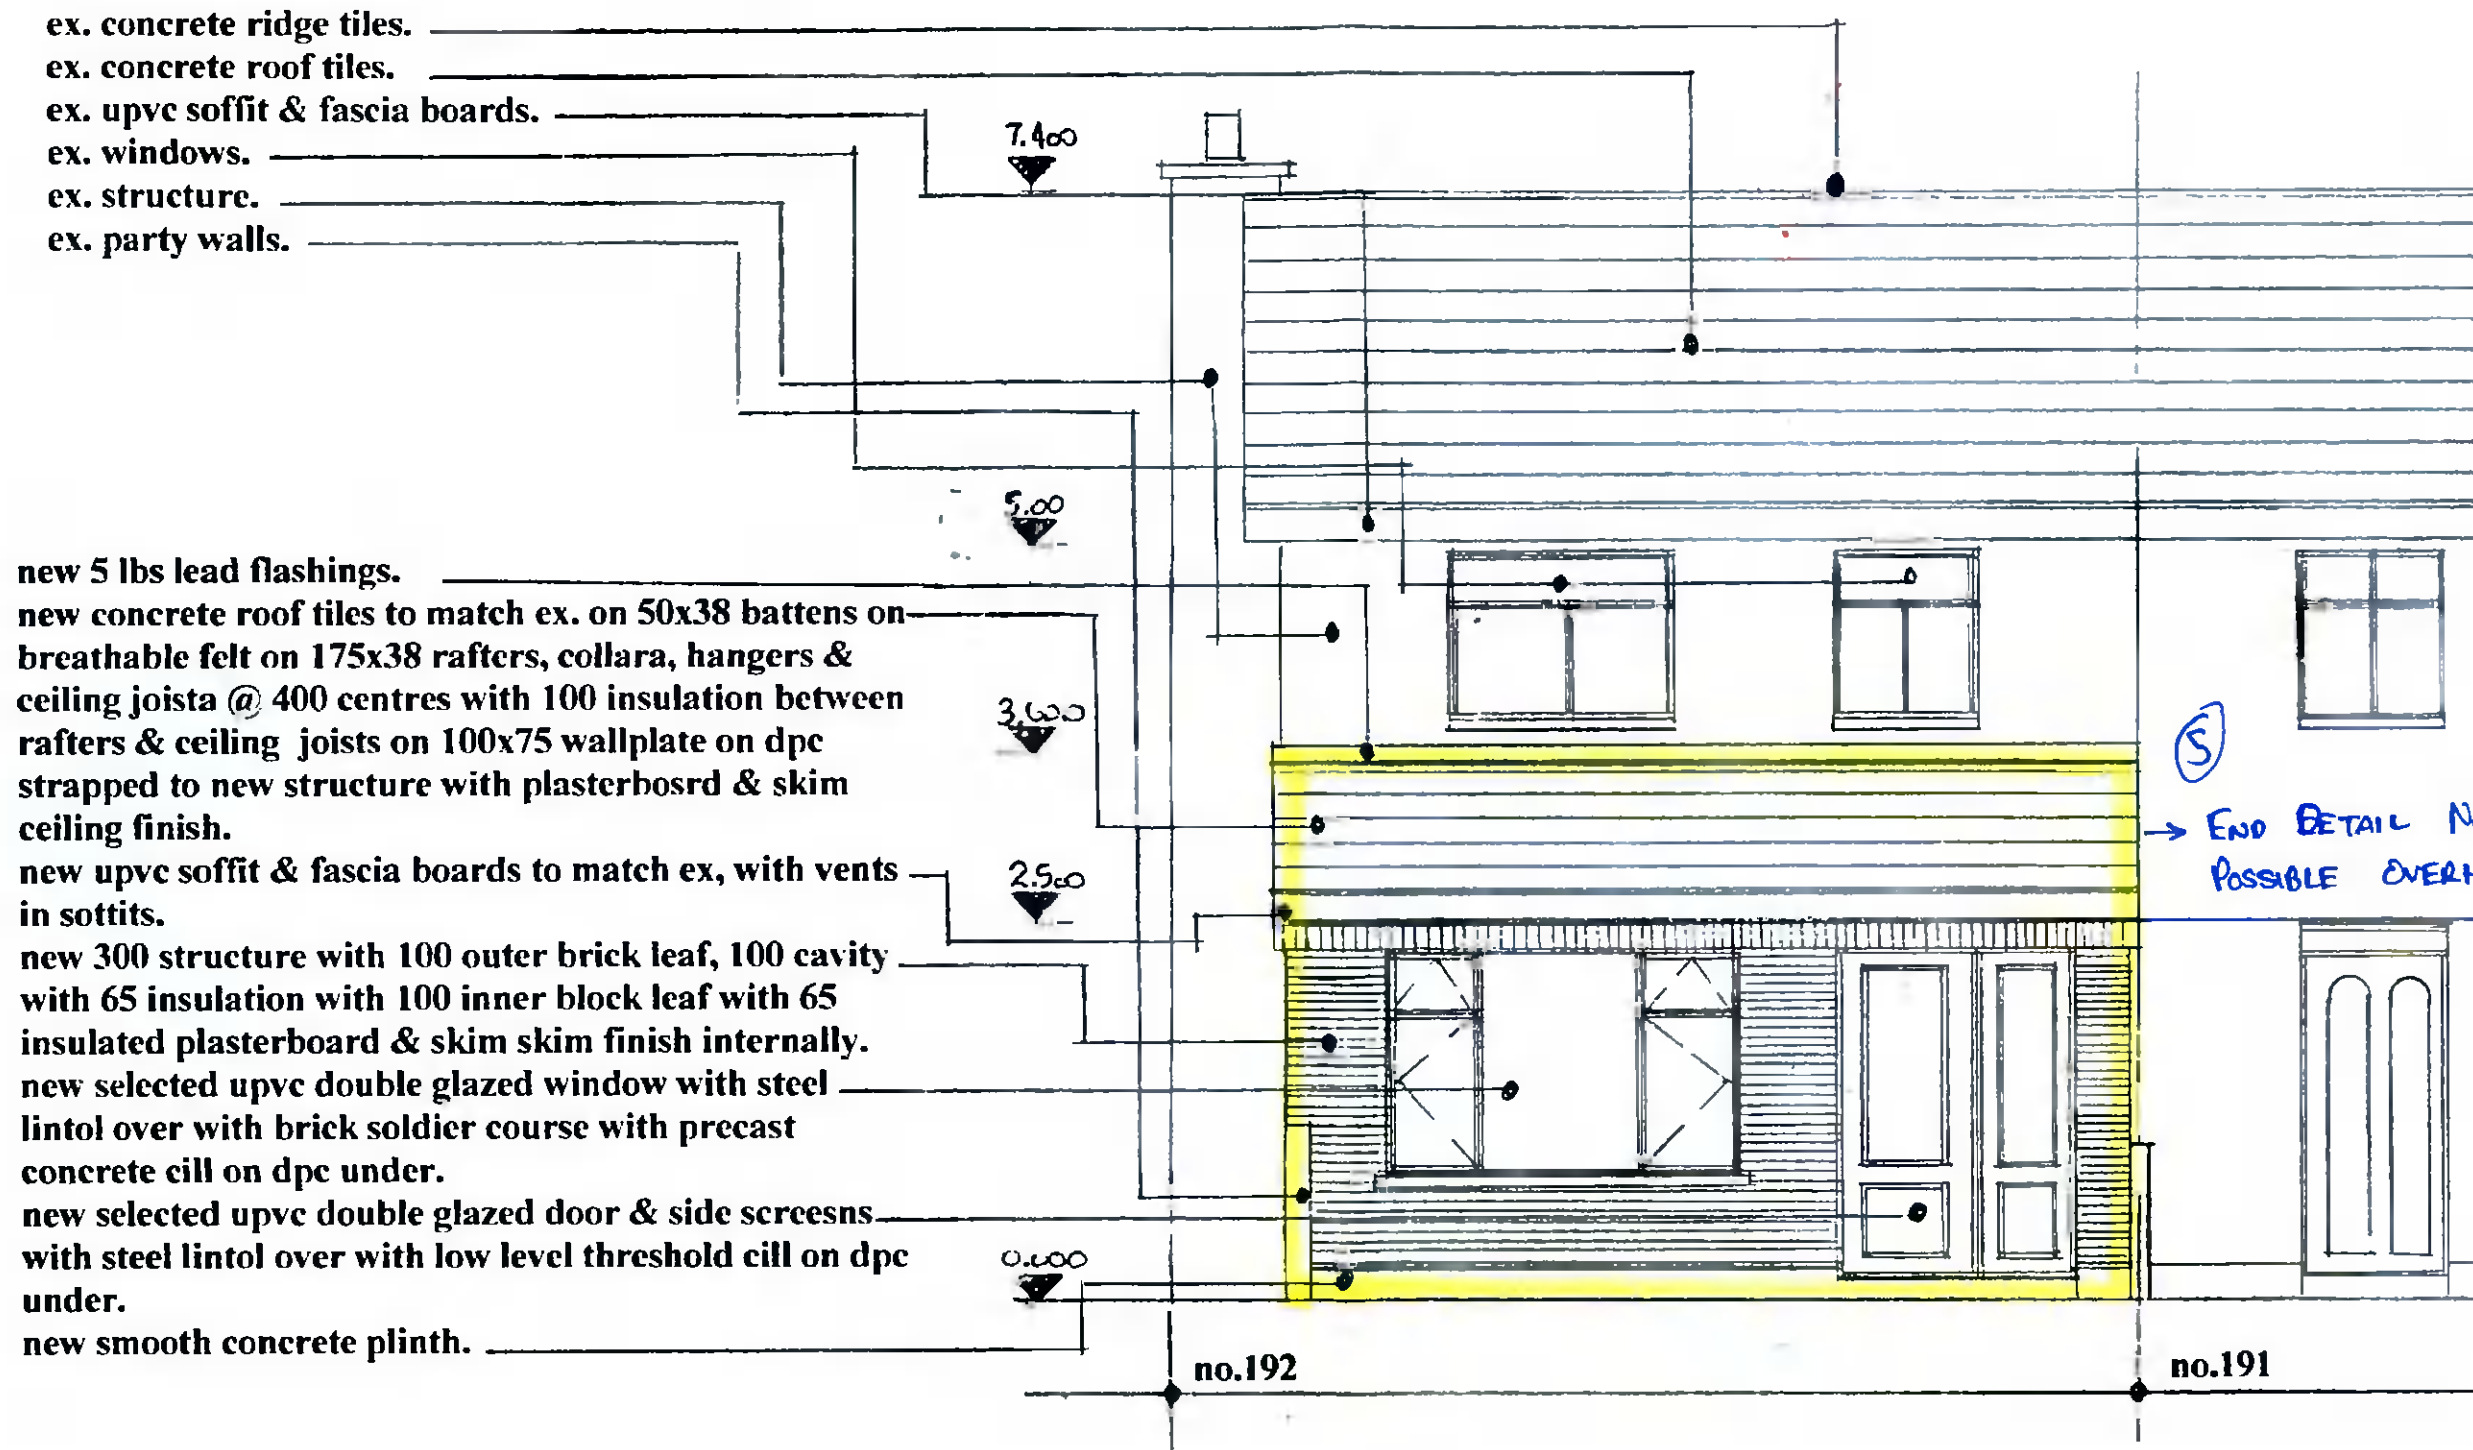 ex. concrete ridge tiles.
ex. concrete roof tiles.
ex. upvc soffit & fascia boards.
ex. windows.
ex. structure.
ex. party walls.
7.400
5.00
new 5 lbs lead flashings.
new concrete roof tiles to match ex. on 50x38 battens on
breathable felt on 175x38 rafters, collara, hangers &
ceiling joista @ 400 centres with 100 insulation between
rafters & ceiling joists on 100x75 wallplate on dpc
strapped to new structure with plasterbosrd & skim
ceiling finish.
new upvc soffit & fascia boards to match ex, with vents
in sottits.
new 300 structure with 100 outer brick leaf, 100 cavity
with 65 insulation with 100 inner block leaf with 65
insulated plasterboard & skim skim finish internally.
new selected upvc double glazed window with steel
lintol over with brick soldier course with precast
concrete cill on dpc under.
new selected upvc double glazed door & side screesns
with steel lintol over with low level threshold cill on dpc
under.
new smooth concrete plinth.
3.600
2.500
0.000
S
→ END DETAIL
POSSIBLE
no.192
no.191